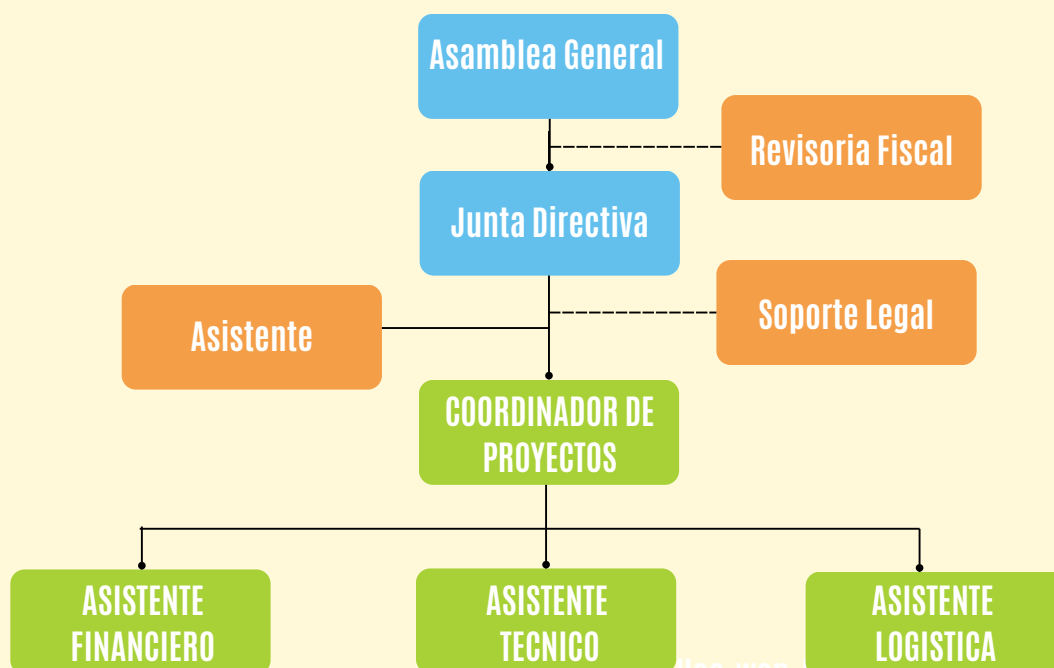 Asamblea General
Revisoria Fiscal
Junta Directiva
Soporte Legal
Asistente
COORDINADOR DE
PROYECTOS
ASISTENTE
FINANCIERO
ASISTENTE
TECNICO
ASISTENTE
LOGISTICA